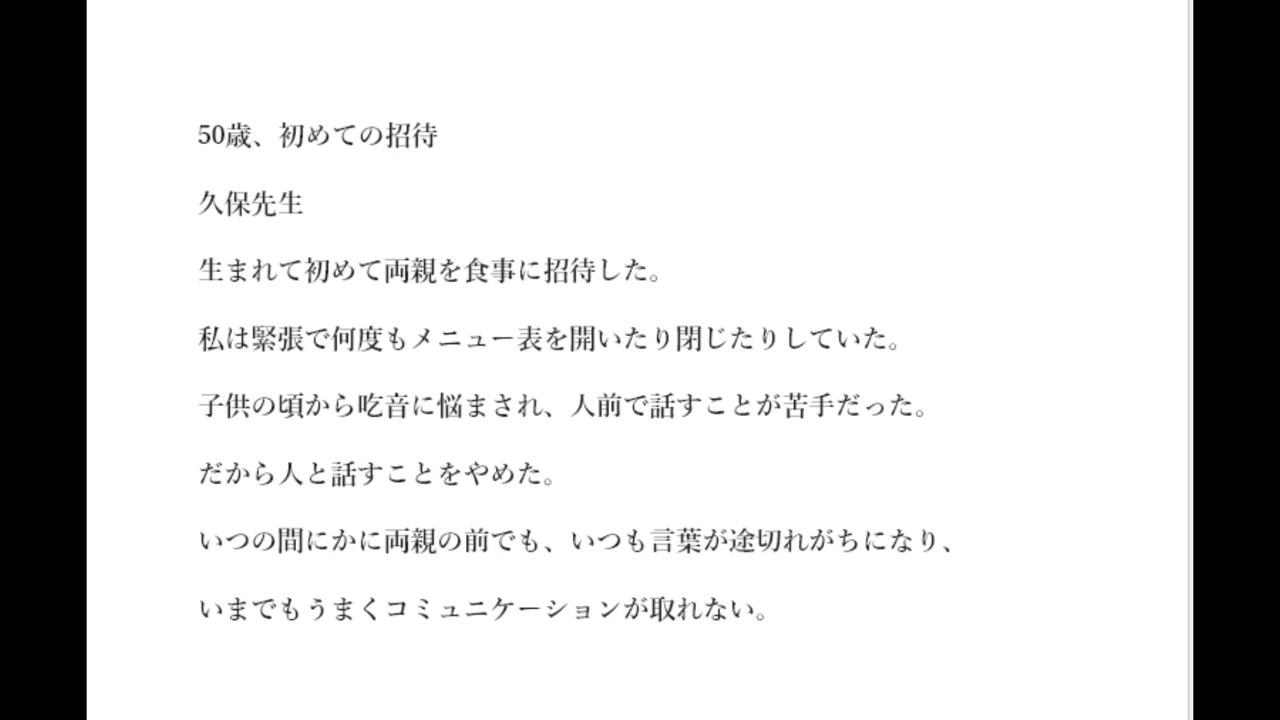 50歳、初めての招待
久保先生
生まれて初めて両親を食事に招待した。
私は緊張で何度もメニュー表を開いたり閉じたりしていた。
子供の頃から吃音に悩まされ、人前で話すことが苦手だった。
だから人と話すことをやめた。
いつの間にかに両親の前でも、いつも言葉が途切れがちになり、
いまでもうまくコミュニケーションが取れない。